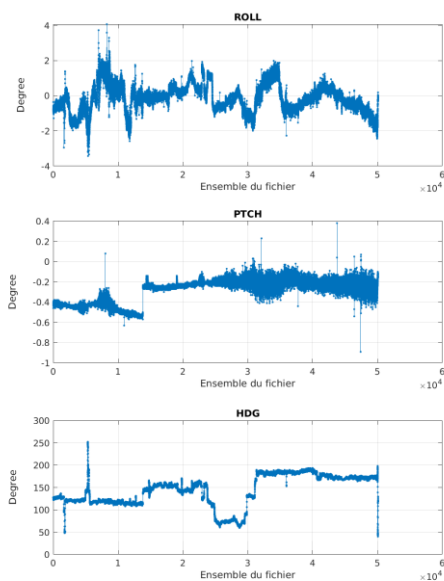 ROLL
4
2
0
-2
4
Degree
0 1 2 3 4 5 6
Ensemble du fichier
×10⁴
PTCH
0.4
0.2
0
-0.2
-0.4
-0.6
-0.8
-1
Degree
0 1 2 3 4 5 6
Ensemble du fichier
×10⁴
HDG
300
250
200
150
100
50
0
Degree
0 1 2 3 4 5 6
Ensemble du fichier
×10⁴